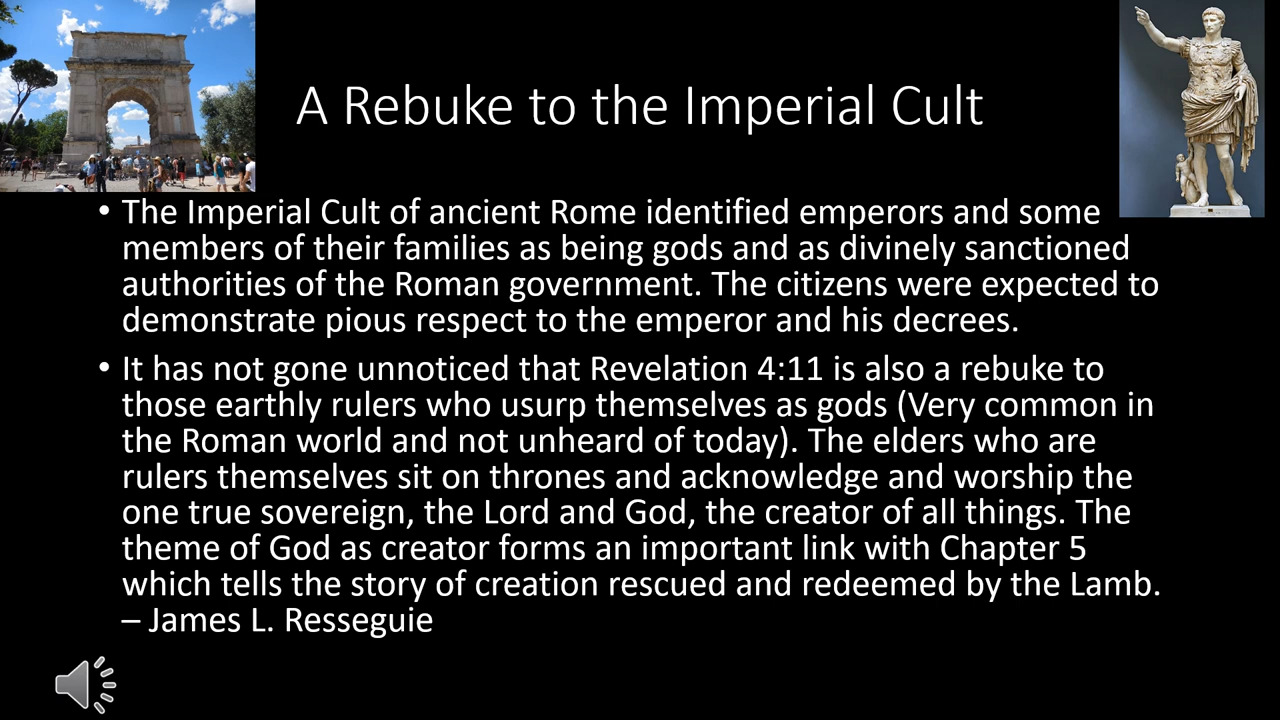 A Rebuke to the Imperial Cult
• The Imperial Cult of ancient Rome identified emperors and some
members of their families as being gods and as divinely sanctioned
authorities of the Roman government. The citizens were expected to
demonstrate pious respect to the emperor and his decrees.
• It has not gone unnoticed that Revelation 4:11 is also a rebuke to
those earthly rulers who usurp themselves as gods (Very common in
the Roman world and not unheard of today). The elders who are
rulers themselves sit on thrones and acknowledge and worship the
one true sovereign, the Lord and God, the creator of all things. The
theme of God as creator forms an important link with Chapter 5
which tells the story of creation rescued and redeemed by the Lamb.
– James L. Resseguie